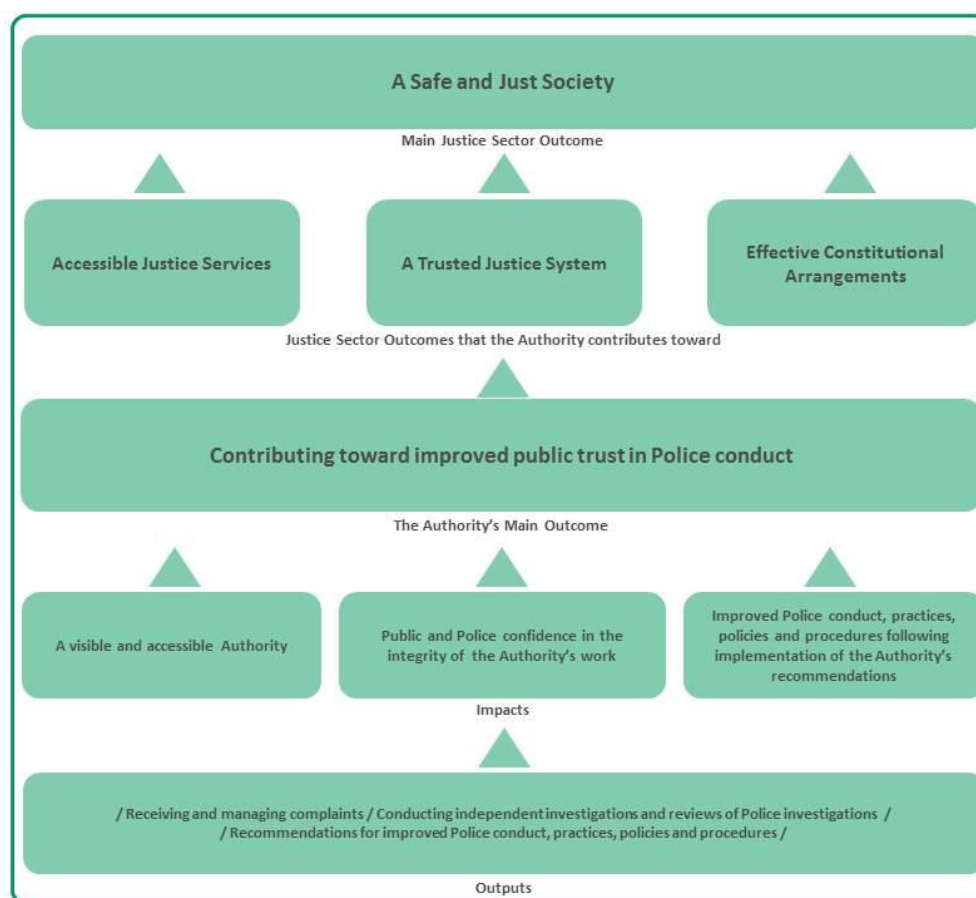 A Safe and Just Society
Main Justice Sector Outcome
Accessible Justice Services
A Trusted Justice System
Effective Constitutional
Arrangements
Justice Sector Outcomes that the Authority contributes toward
Contributing toward improved public trust in Police conduct
The Authority's Main Outcome
A visible and accessible Authority
Public and Police confidence in the
integrity of the Authority's work
Improved Police conduct, practices,
policies and procedures following
implementation of the Authority's
recommendations
Impacts
/ Receiving and managing complaints / Conducting independent investigations and reviews of Police investigations /
/ Recommendations for improved Police conduct, practices, policies and procedures /
Outputs